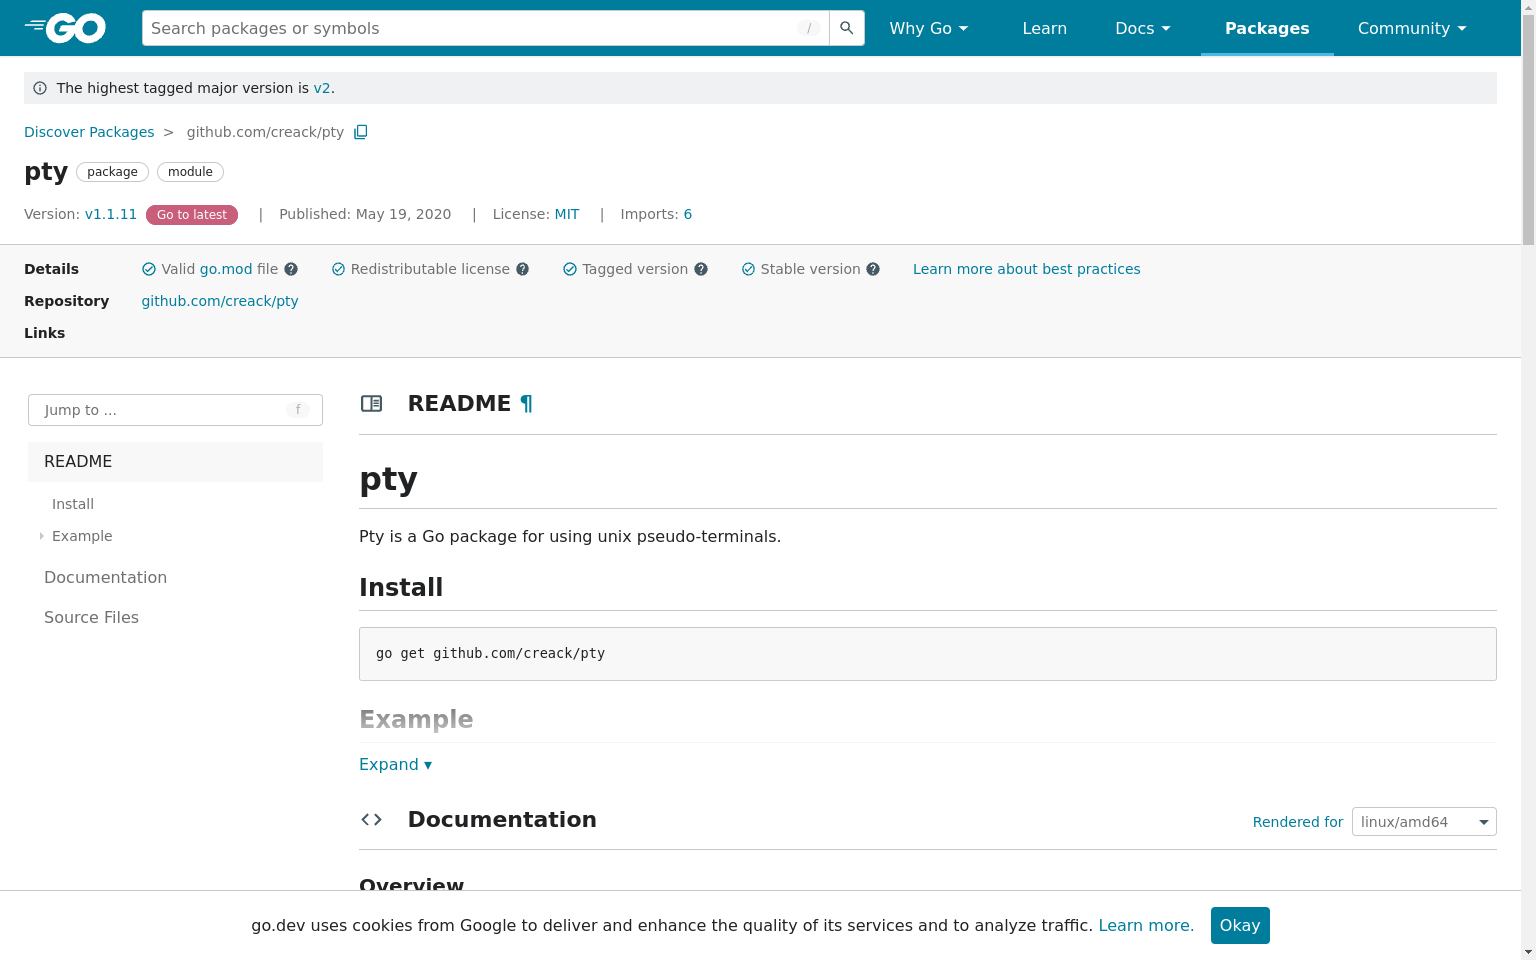 GO Search packages or symbols / Why Go Learn Docs Packages Community
The highest tagged major version is v2.
Discover Packages > github.com/creack/pty
pty package module
Version: v1.1.11 Go to latest | Published: May 19, 2020 | License: MIT | Imports: 6
Details Valid go.mod file Redistributable license Tagged version Stable version Learn more about best practices
Repository github.com/creack/pty
Links
Jump to ... f
README
Install
Example
Documentation
Source Files
README ¶
pty
Pty is a Go package for using unix pseudo-terminals.
Install
go get github.com/creack/pty
Example
Expand ▾
Documentation Rendered for linux/amd64
Overview
go.dev uses cookies from Google to deliver and enhance the quality of its services and to analyze traffic. Learn more. Okay